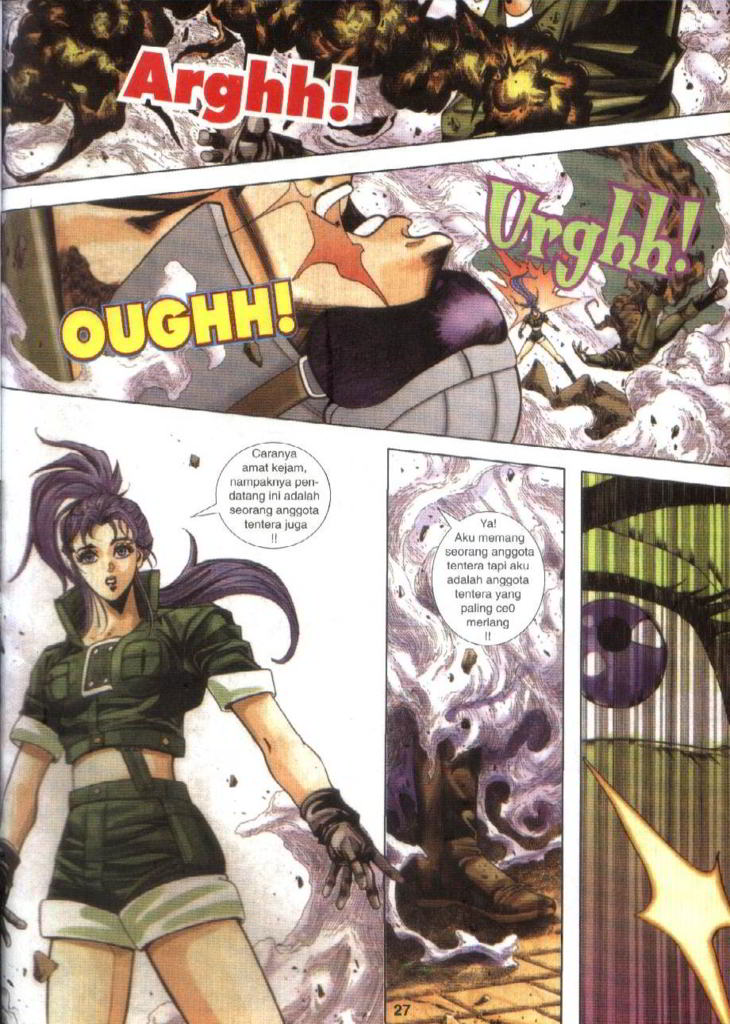 Arghh!
Urghh!
OUGHH!
Caranya
amat kejam,
nampaknya pen-
datang ini adalah
seorang anggota
tentera juga
!!
Ya!
Aku memang
seorang anggota
tentera tapi aku
adalah anggota
tentera yang
paling ce0
merlang
!!
27